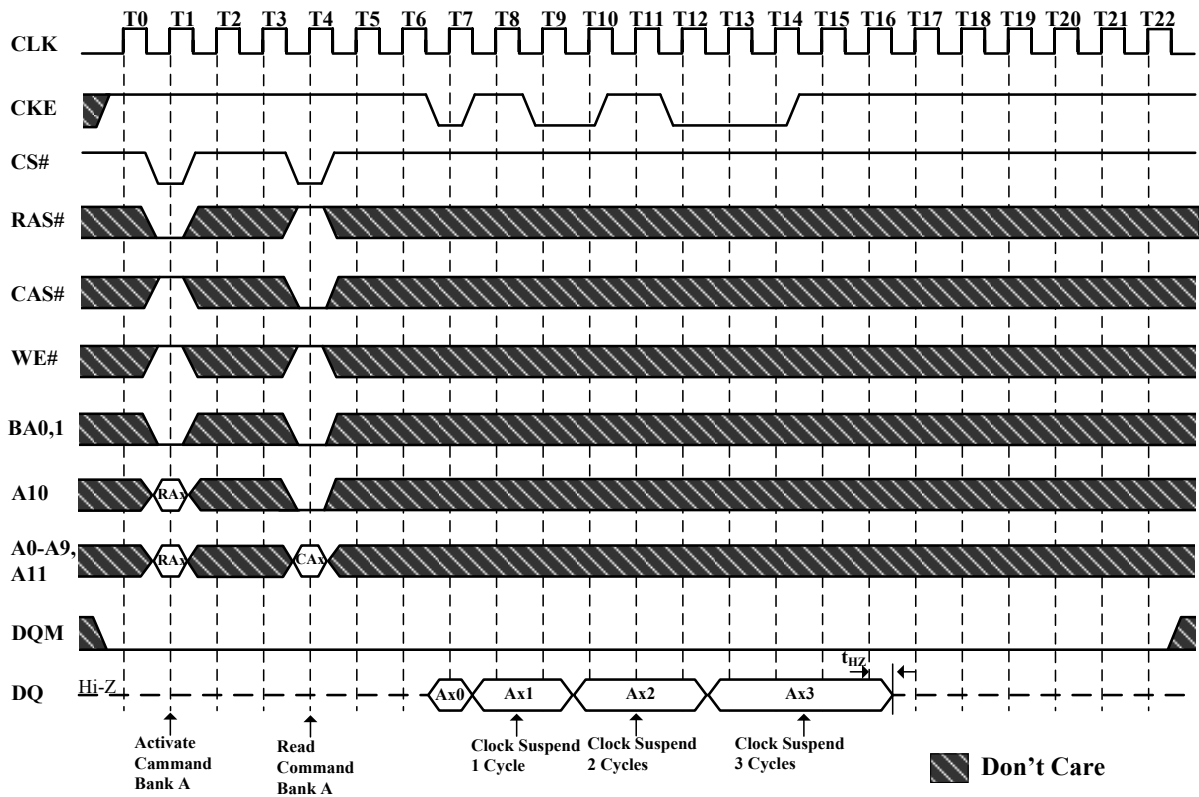 T0 T1 T2 T3 T4 T5 T6 T7 T8 T9 T10 T11 T12 T13 T14 T15 T16 T17 T18 T19 T20 T21 T22
CLK
CKE
CS#
RAS#
CAS#
WE#
BA0,1
A10
RAx
A0-A9,
A11
RAx
CAx
DQM
tHZ
DQ
Hi-Z
Ax0
Ax1
Ax2
Ax3
Activate
Cammand
Bank A
Read
Command
Bank A
Clock Suspend
1 Cycle
Clock Suspend
2 Cycles
Clock Suspend
3 Cycles
Don't Care